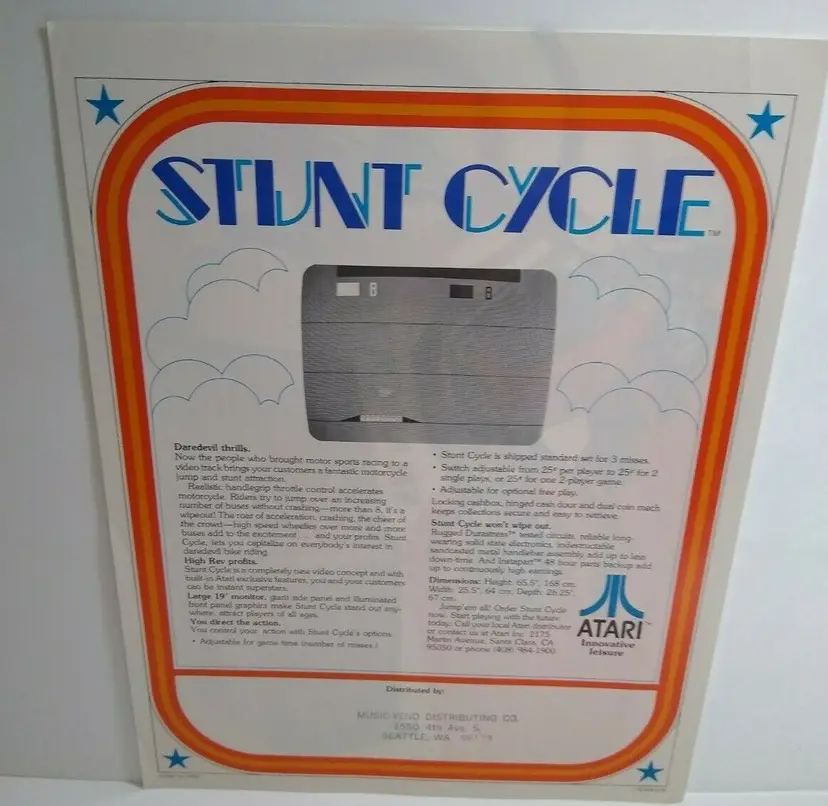 STUNT CYCLE™
Daredevil thrills.
Now the people who brought motor sports racing to a
video track brings your customers a fantastic motorcycle
jump and stunt attraction.
Realistic handlegrip throttle control accelerates
motorcycle. Riders try to jump over an increasing
number of buses without crashing—more than 8, it's a
wipeout! The roar of acceleration, crashing, the cheer of
the crowd—high speed wheelies over more and more
buses add to the excitement . . . and your profits. Stunt
Cycle, lets you capitalize on everybody's interest in
daredevil bike riding.
High Rev profits.
Stunt Cycle is a completely new video concept and with
built-in Atari exclusive features, you and your customers
can be instant superstars.
Large 19" monitor, giant side panel and illuminated
front panel graphics make Stunt Cycle stand out any-
where, attract players of all ages.
You direct the action.
You control your action with Stunt Cycle's options.
• Adjustable for game time (number of misses.)
• Stunt Cycle is shipped standard set for 3 misses.
• Switch adjustable from 25¢ per player to 25¢ for 2
single plays, or 25¢ for one 2-player game.
• Adjustable for optional free play.
Locking cashbox, hinged cash door and dual coin mech
keeps collections secure and easy to retrieve.
Stunt Cycle won't wipe out.
Rugged Durastress™ tested circuits, reliable long-
wearing solid state electronics, indestructable
sandcasted metal handlebar assembly add up to less
down-time. And Instapart™ 48 hour parts backup add
up to continuously high earnings.
Dimensions: Height: 65.5", 168 cm;
Width: 25.5", 64 cm; Depth: 26.25"
67 cm.
Jump 'em all! Order Stunt Cycle
now. Start playing with the future
today. Call your local Atari distributor
or contact us at Atari Inc. 2175
Martin Avenue, Santa Clara, CA
95050 or phone (408) 984-1900
ATARI™
Innovative
leisure
Distributed by:
MUSIC-VEND DISTRIBUTING CO.
1550 4th Ave. S.
SEATTLE, WA